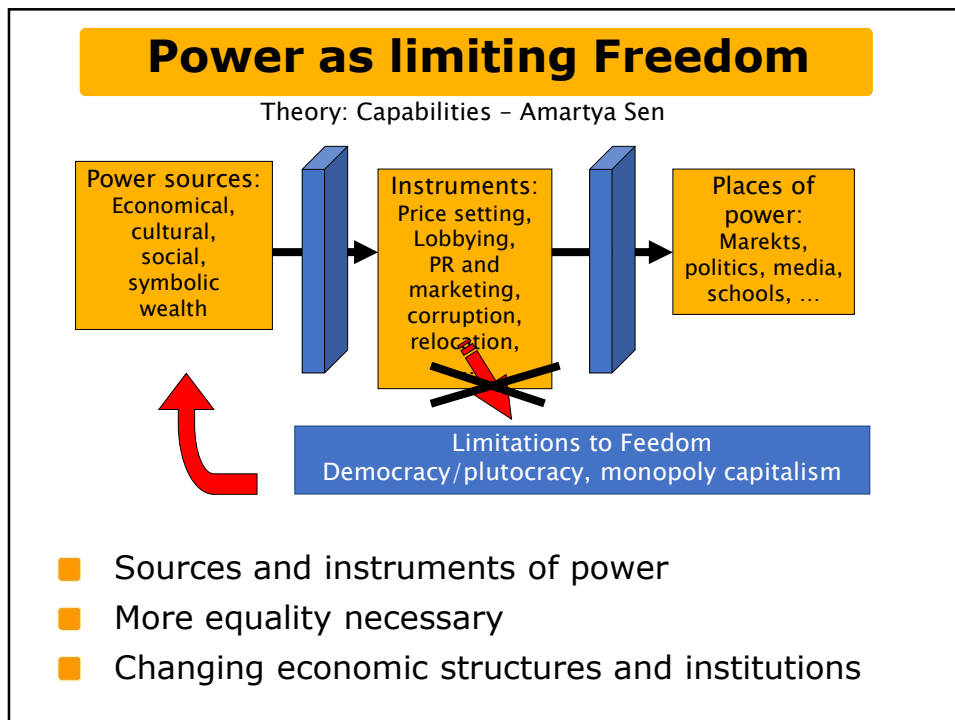 Power as limiting Freedom
Theory: Capabilities – Amartya Sen
Power sources:
Economical,
cultural,
social,
symbolic
wealth
Instruments:
Price setting,
Lobbying,
PR and
marketing,
corruption,
relocation,
Places of
power:
Marekts,
politics, media,
schools, ...
Limitations to Feedom
Democracy/plutocracy, monopoly capitalism
Sources and instruments of power
More equality necessary
Changing economic structures and institutions